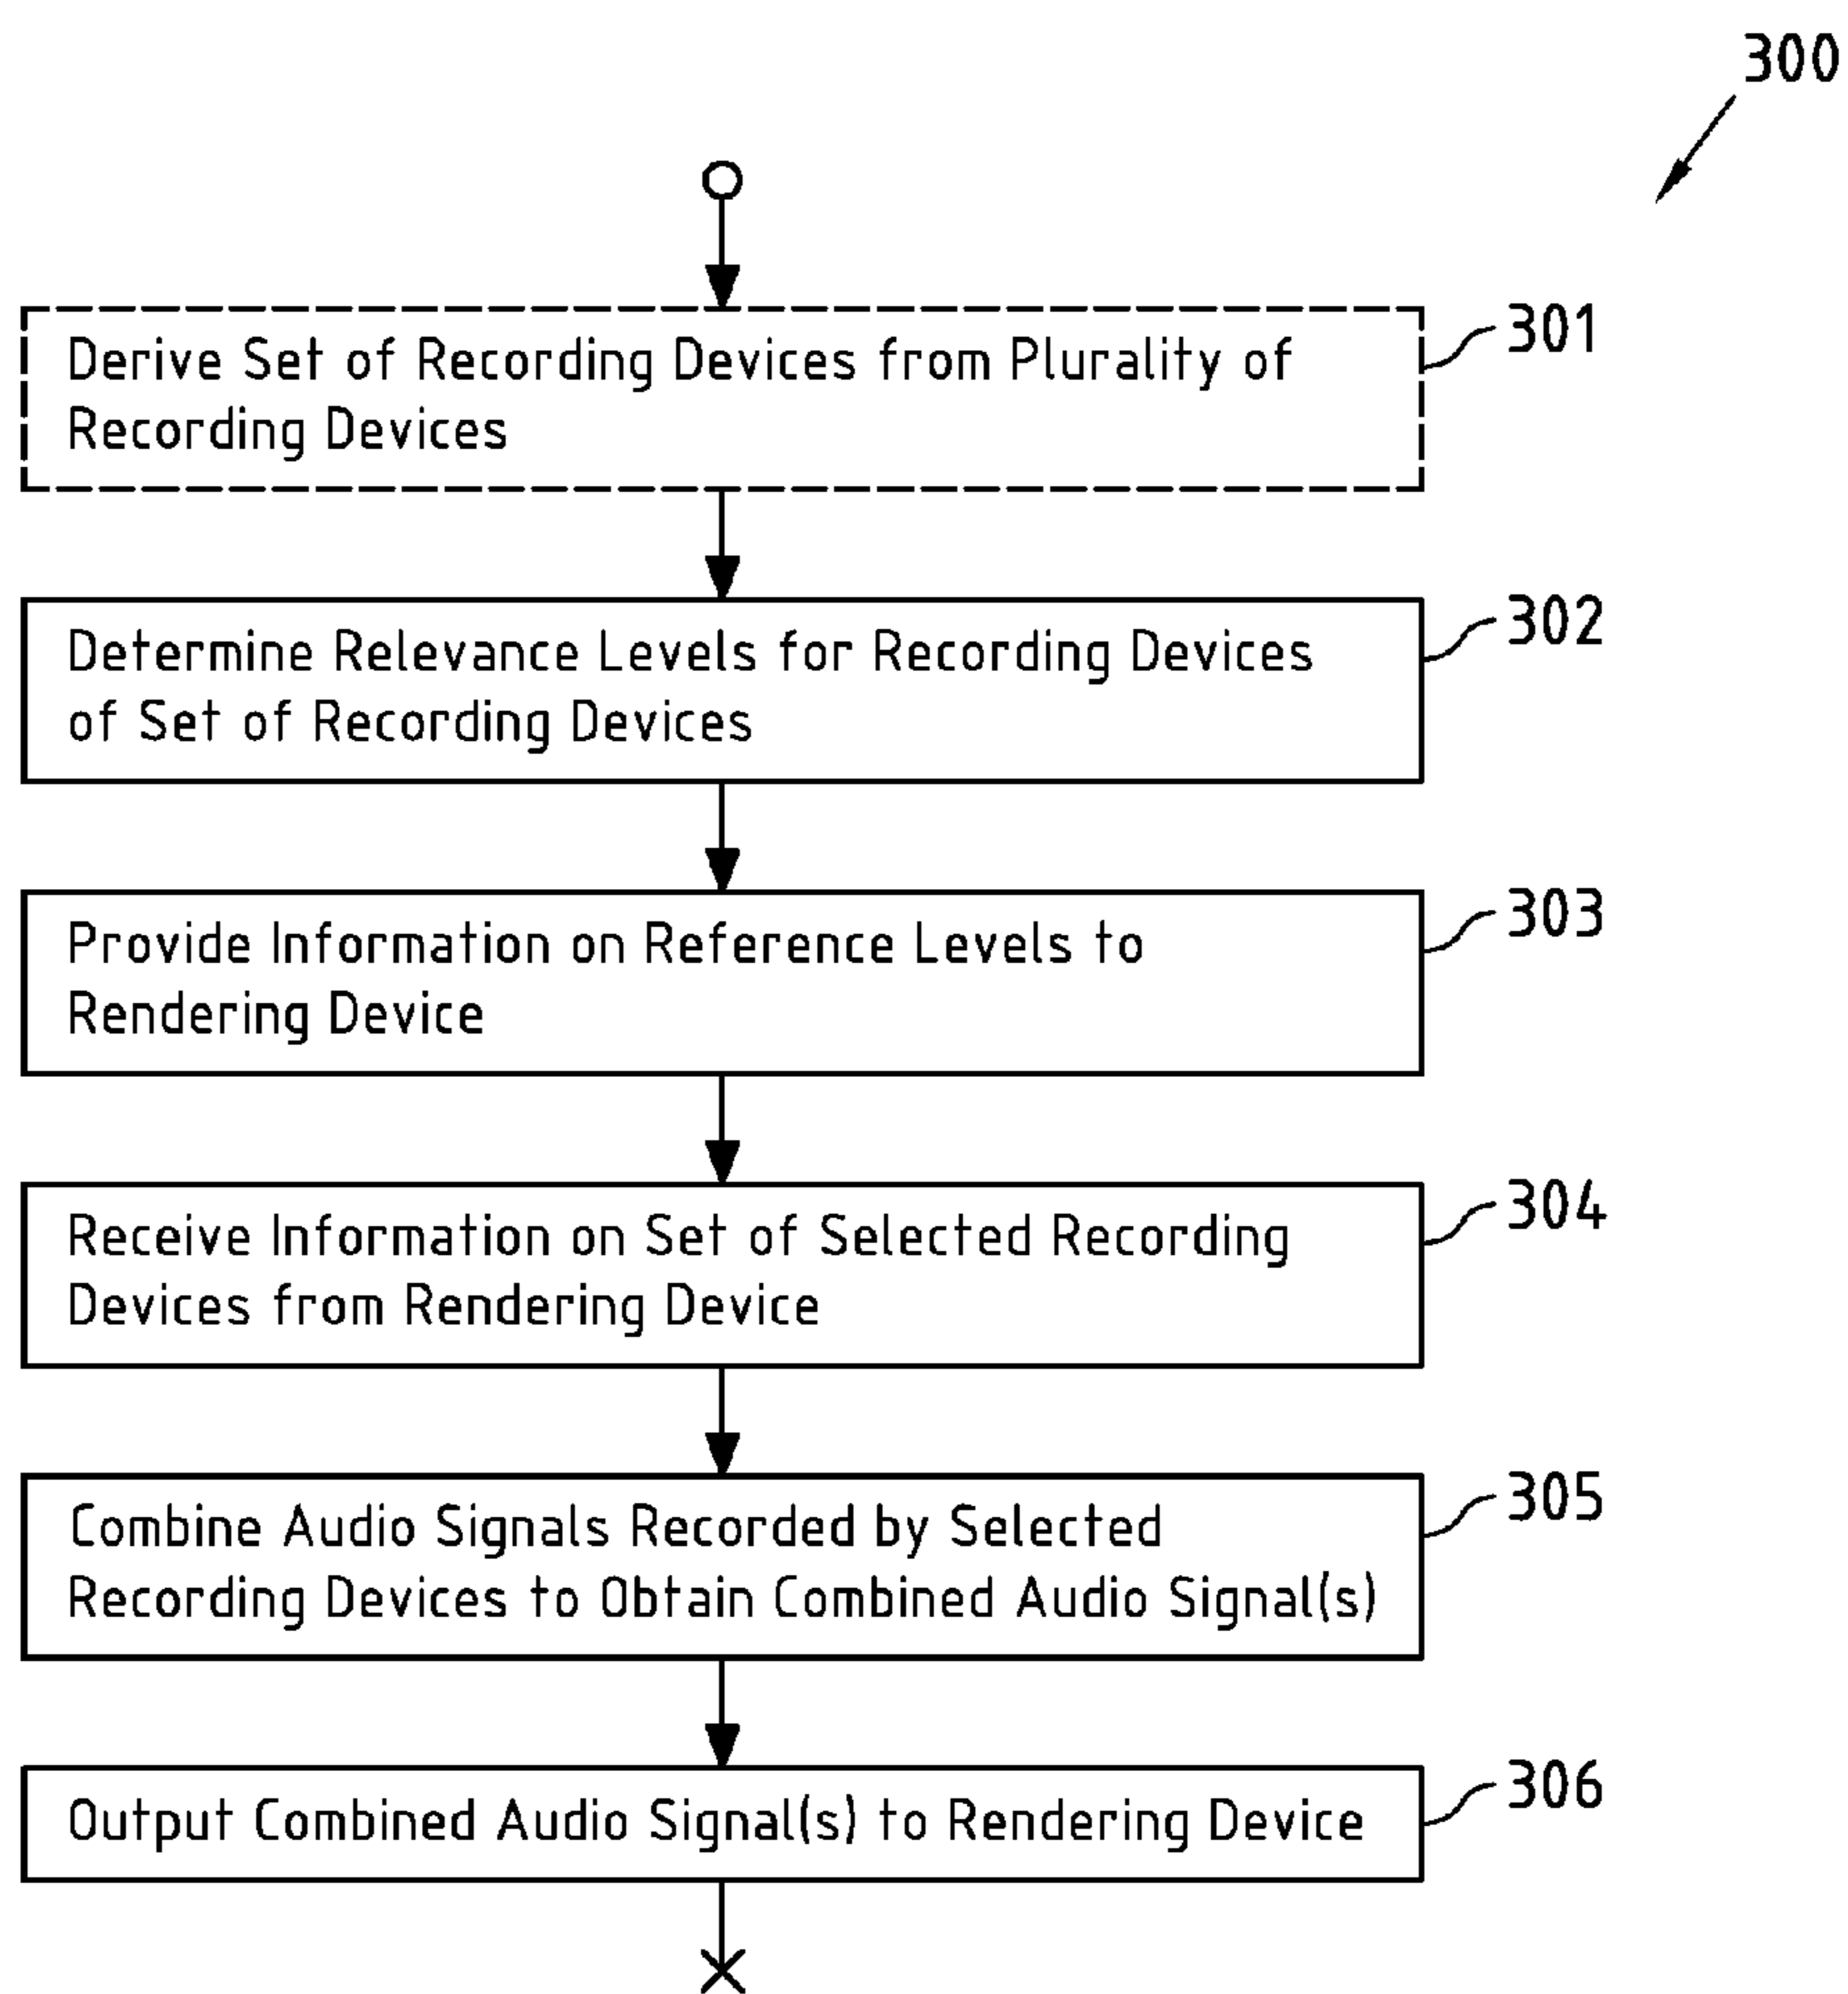 300
Derive Set of Recording Devices from Plurality of
Recording Devices
301
Determine Relevance Levels for Recording Devices
of Set of Recording Devices
302
Provide Information on Reference Levels to
Rendering Device
303
Receive Information on Set of Selected Recording
Devices from Rendering Device
304
Combine Audio Signals Recorded by Selected
Recording Devices to Obtain Combined Audio Signal(s)
305
Output Combined Audio Signal(s) to Rendering Device
306